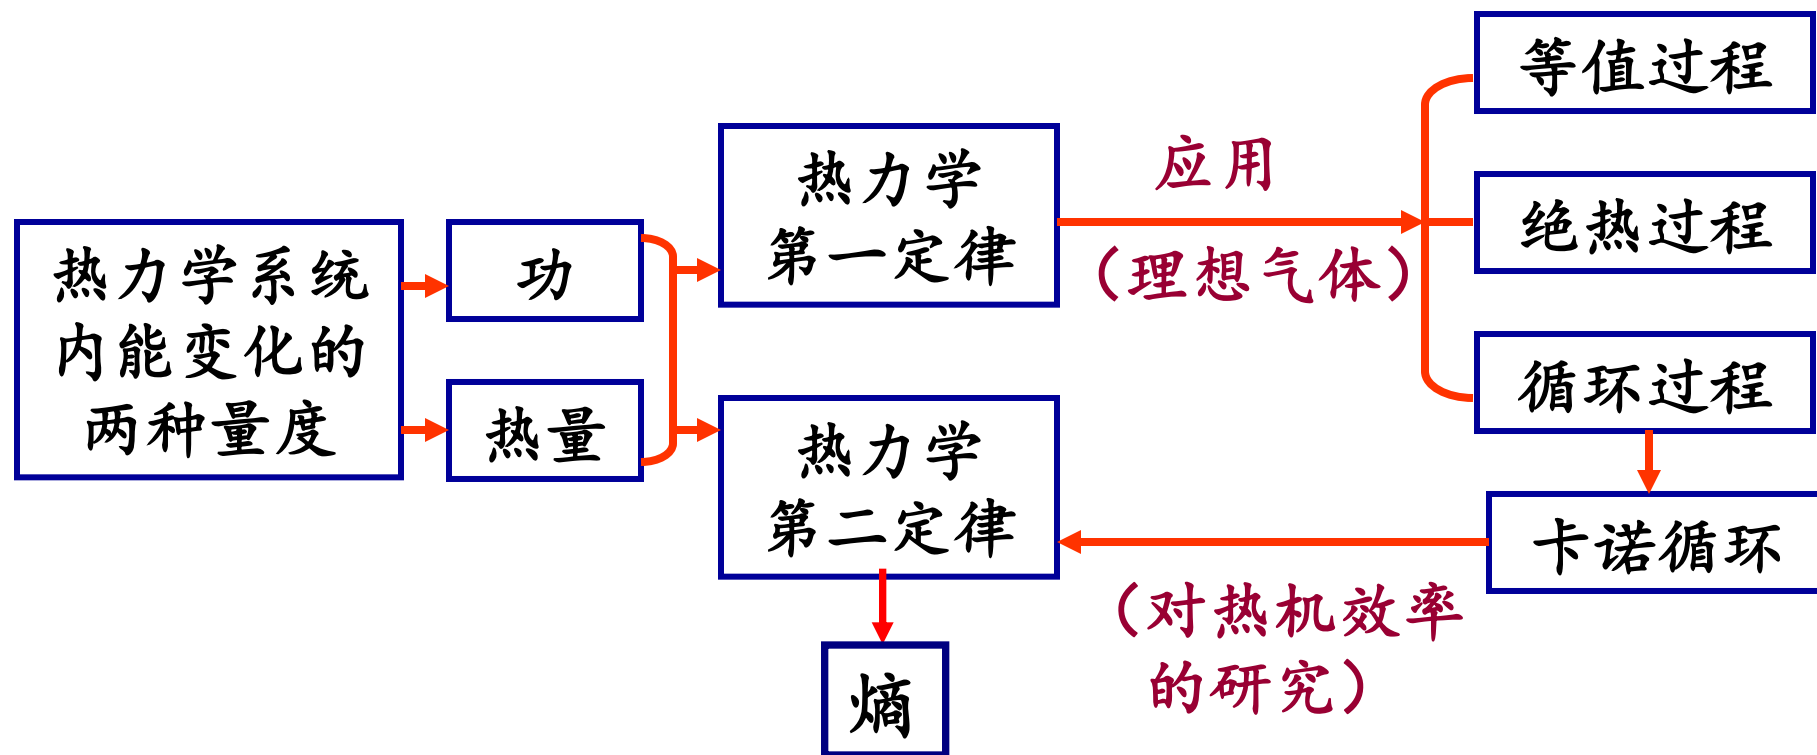 热力学系统
内能变化的
两种量度
功
热量
热力学
第一定律
热力学
第二定律
熵
应用
（理想气体）
等值过程
绝热过程
循环过程
卡诺循环
（对热机效率
的研究）